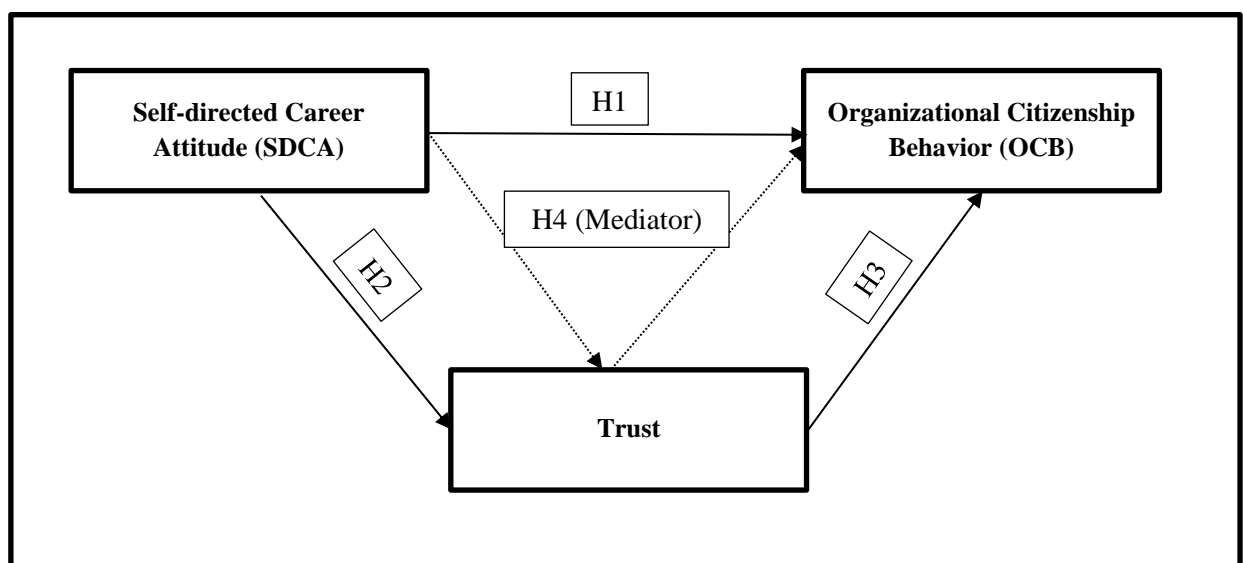 H1
Self-directed Career
Attitude (SDCA)
Organizational Citizenship
Behavior (OCB)
H4 (Mediator)
H2
H3
Trust